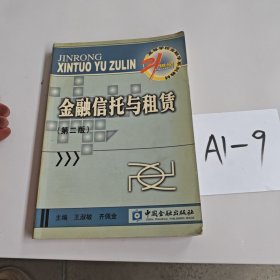 JINRONG
XINTUO YU ZULIN
21
金融信托与租赁
(第二版)
主编 王淑敏 齐佩金
中国金融出版社
A1-9